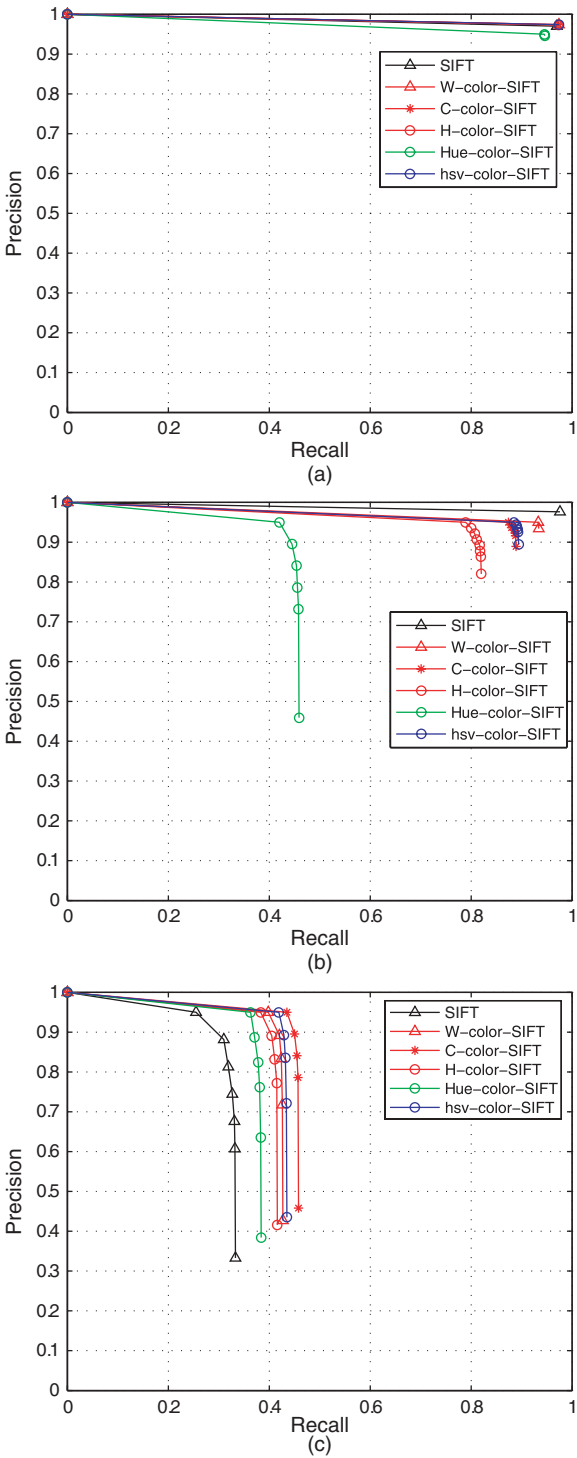 1
0.9
0.8
0.7
0.6
0.5
0.4
0.3
0.2
0.1
0
Precision
SIFT
W-color-SIFT
C-color-SIFT
H-color-SIFT
Hue-color-SIFT
hsv-color-SIFT
0 0.2 0.4 0.6 0.8 1
Recall
(a)
1
0.9
0.8
0.7
0.6
0.5
0.4
0.3
0.2
0.1
0
Precision
SIFT
W-color-SIFT
C-color-SIFT
H-color-SIFT
Hue-color-SIFT
hsv-color-SIFT
0 0.2 0.4 0.6 0.8 1
Recall
(b)
1
0.9
0.8
0.7
0.6
0.5
0.4
0.3
0.2
0.1
0
Precision
SIFT
W-color-SIFT
C-color-SIFT
H-color-SIFT
Hue-color-SIFT
hsv-color-SIFT
0 0.2 0.4 0.6 0.8 1
Recall
(c)